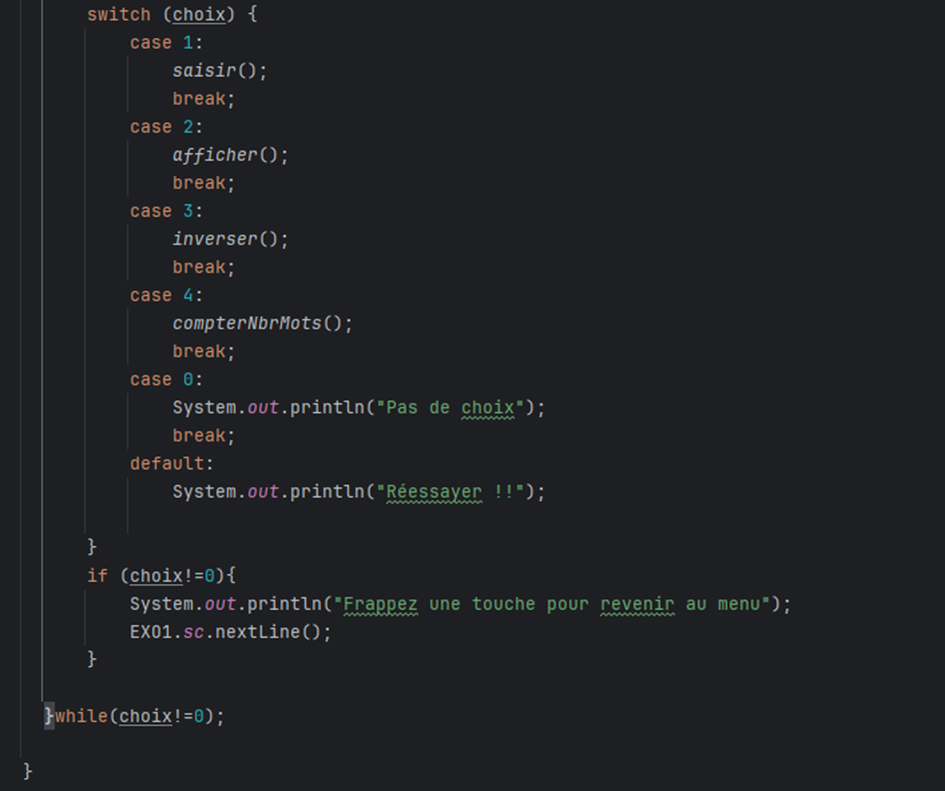 switch (choix) {
case 1:
saisir();
break;
case 2:
afficher();
break;
case 3:
inverser();
break;
case 4:
compterNbrMots();
break;
case 0:
System.out.println("Pas de choix");
break;
default:
System.out.println("Réessayer !!");
}
if (choix!=0){
System.out.println("Frappez une touche pour revenir au menu");
EXO1.sc.nextLine();
}
}while(choix!=0);
}